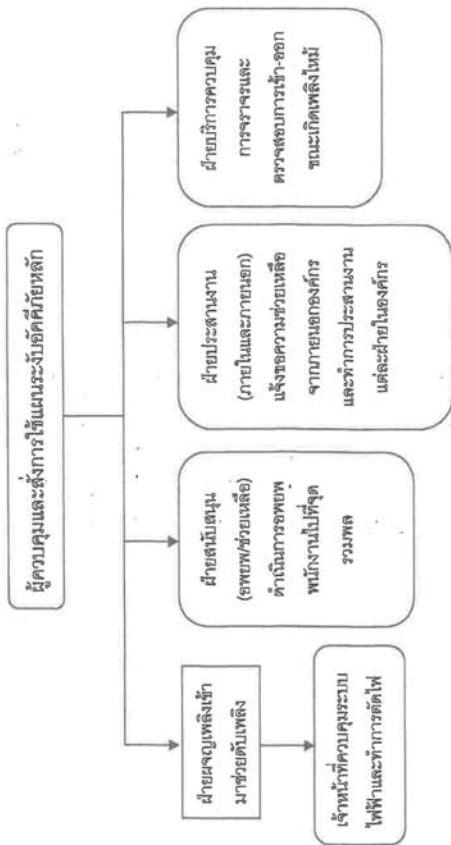 ผู้ควบคุมและสั่งการใช้แผนระงับอัคคีภัยหลัก
ฝ่ายผจญเพลิงเข้า
มาช่วยดับเพลิง
เจ้าหน้าที่ควบคุมระบบ
ไฟฟ้าและทำการตัดไฟ
ฝ่ายสนับสนุน
(อพยพ/ช่วยเหลือ)
ดำเนินการอพยพ
พนักงานไปที่จุด
รวมพล
ฝ่ายประสานงาน
(ภายในและภายนอก)
แจ้งขอความช่วยเหลือ
จากภายนอกองค์กร
และทำการประสานงาน
แต่ละฝ่ายในองค์กร
ฝ่ายบริการควบคุม
การจราจรและ
ตรวจสอบการเข้า-ออก
ขณะเกิดเพลิงไหม้